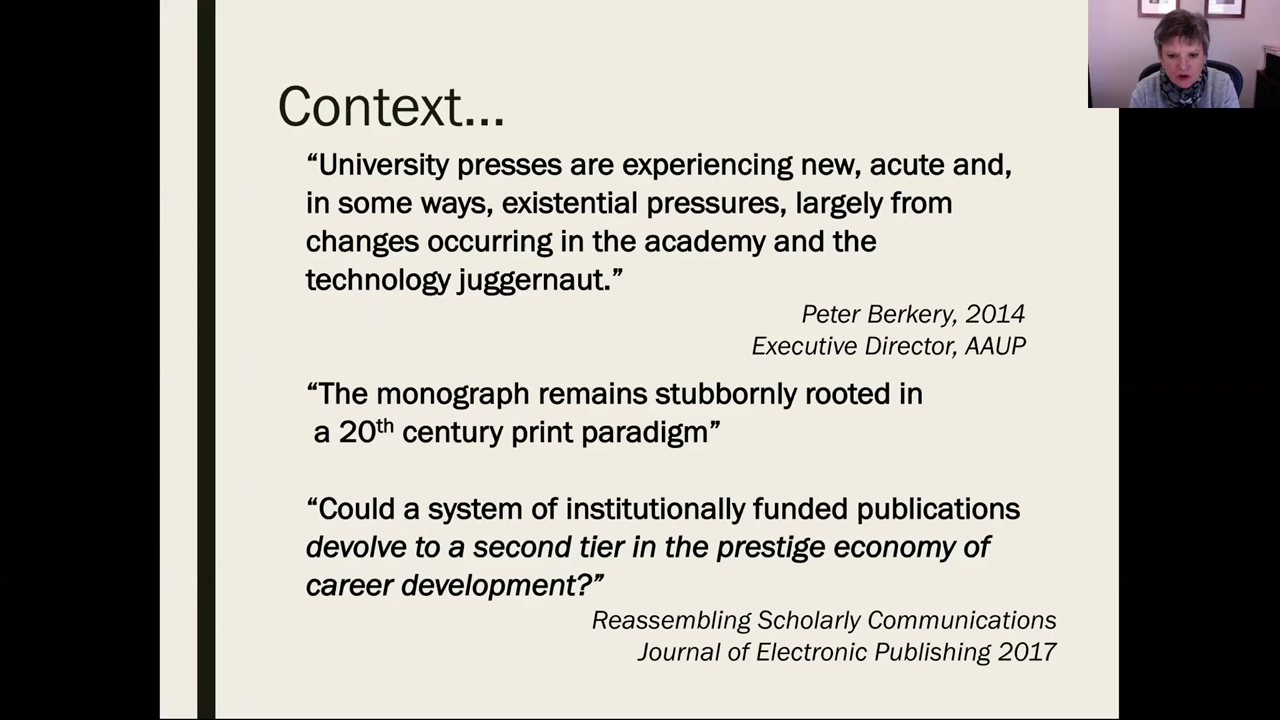 Context...
“University presses are experiencing new, acute and,
in some ways, existential pressures, largely from
changes occurring in the academy and the
technology juggernaut.”
Peter Berkery, 2014
Executive Director, AAUP
“The monograph remains stubbornly rooted in
a 20th century print paradigm”
“Could a system of institutionally funded publications
devolve to a second tier in the prestige economy of
career development?”
Reassembling Scholarly Communications
Journal of Electronic Publishing 2017